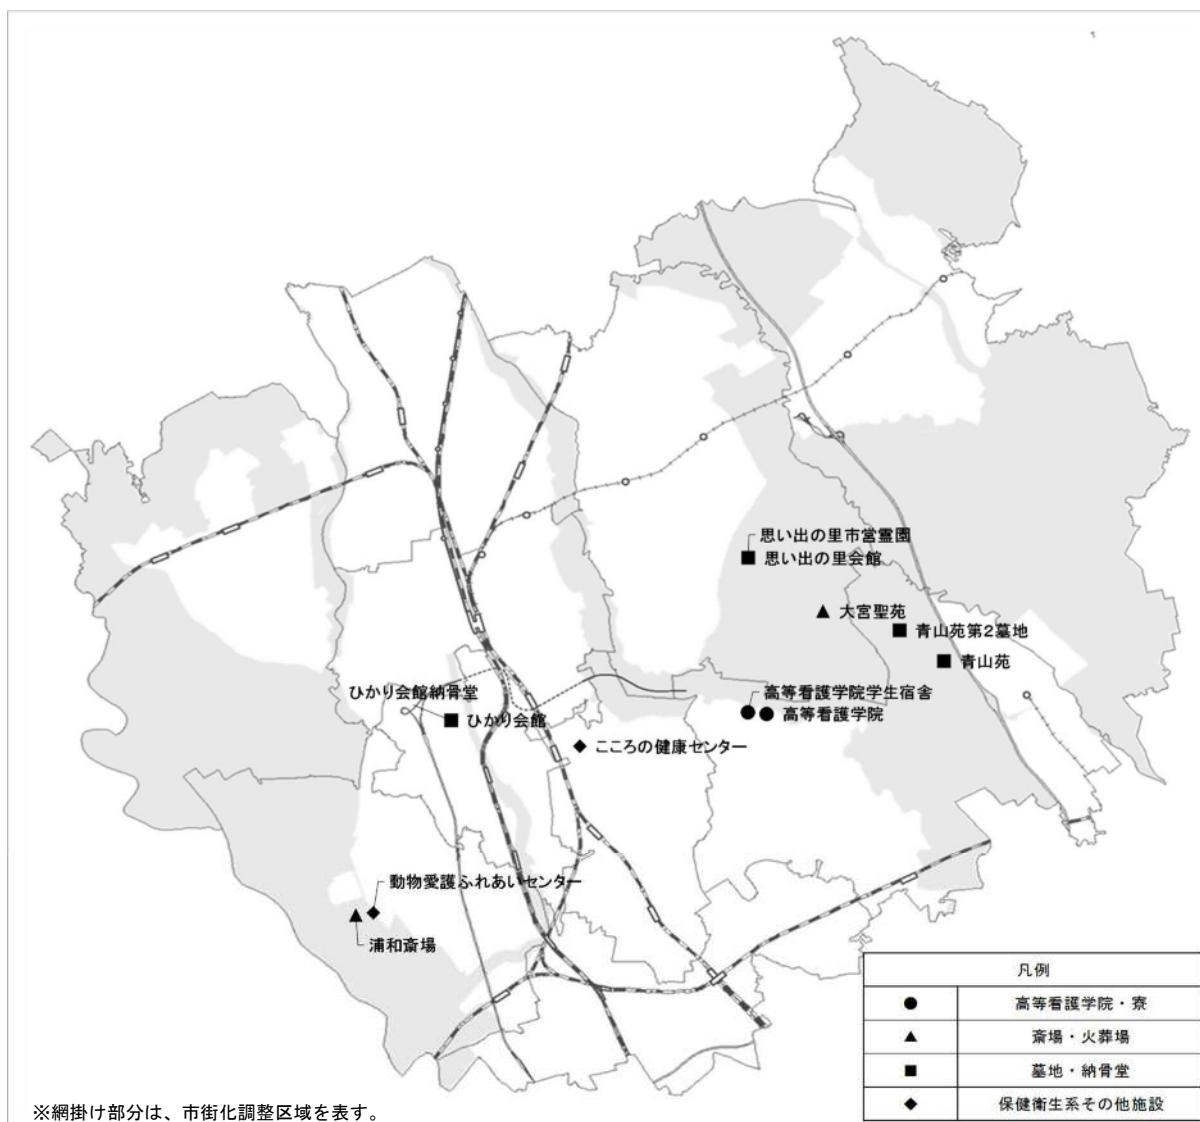 思い出の里市営霊園
思い出の里会館
大宮聖苑
青山苑第2墓地
青山苑
ひかり会館納骨堂
ひかり会館
高等看護学院学生宿舎
高等看護学院
こころの健康センター
動物愛護ふれあいセンター
浦和斎場
凡例
● 高等看護学院・寮
▲ 斎場・火葬場
■ 墓地・納骨堂
◆ 保健衛生系その他施設
※網掛け部分は、市街化調整区域を表す。